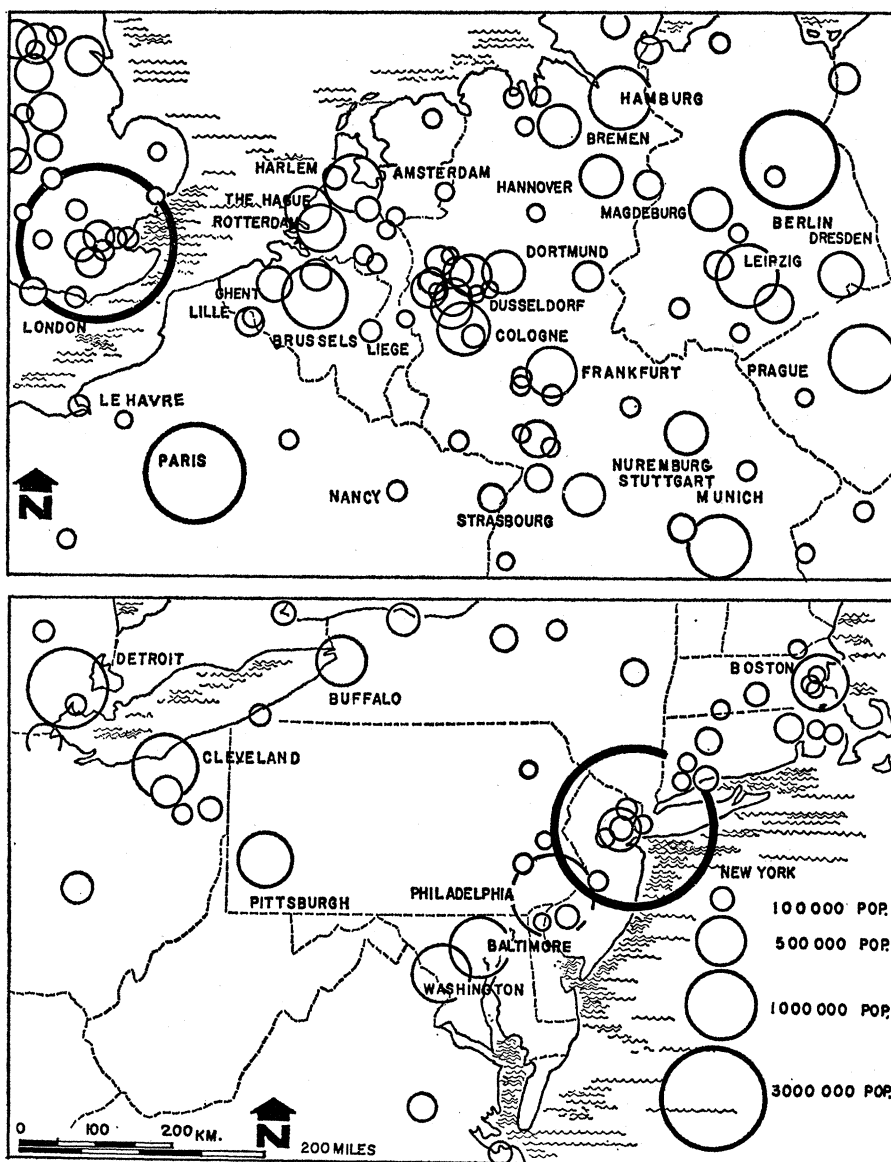 HAMBURG
BREMEN
HARLEM
AMSTERDAM
HANNOVER
THE HAGUE
ROTTERDAM
MAGDEBURG
BERLIN
DRESDEN
DORTMUND
LEIPZIG
GHENT
LILLE
DUSSELDORF
LONDON
BRUSSELS
LIEGE
COLOGNE
FRANKFURT
PRAGUE
LE HAVRE
PARIS
NUREMBURG
STUTTGART
NANCY
MUNICH
STRASBOURG
N
DETROIT
BOSTON
BUFFALO
CLEVELAND
NEW YORK
PITTSBURGH
PHILADELPHIA
100 000 POP.
BALTIMORE
500 000 POP.
WASHINGTON
1 000 000 POP.
3 000 000 POP.
N
0 100 200 KM.
200 MILES